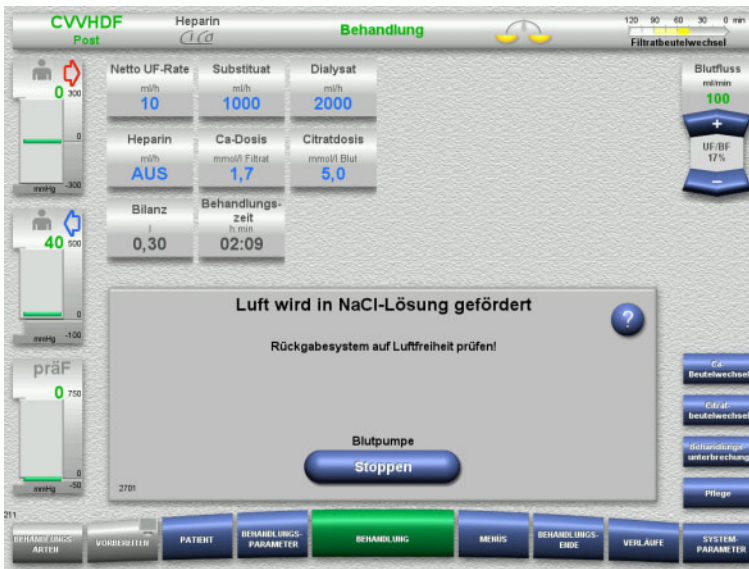 CVVHDF
Post
Heparin
CiCa
Behandlung
120 90 60 30 0 min
Filtratbeutelwechsel
0
300
0
-300
mmHg
40
500
0
-100
mmHg
präF
0
750
0
-50
mmHg
Netto UF-Rate
ml/h
10
Substituat
ml/h
1000
Dialysat
ml/h
2000
Heparin
ml/h
AUS
Ca-Dosis
mmol/l Filtrat
1,7
Citratdosis
mmol/l Blut
5,0
Bilanz
l
0,30
Behandlungs-
zeit
h:min
02:09
Blutfluss
ml/min
100
+
UF/BF
17%
−
Luft wird in NaCl-Lösung gefördert
?
Rückgabesystem auf Luftfreiheit prüfen!
Blutpumpe
Stoppen
2701
Ca-
Beutelwechsel
Citrat-
beutelwechsel
Behandlungs-
unterbrechung
Pflege
211
BEHANDLUNGS-
ARTEN
VORBEREITEN
PATIENT
BEHANDLUNGS-
PARAMETER
BEHANDLUNG
MENÜS
BEHANDLUNGS-
ENDE
VERLÄUFE
SYSTEM-
PARAMETER